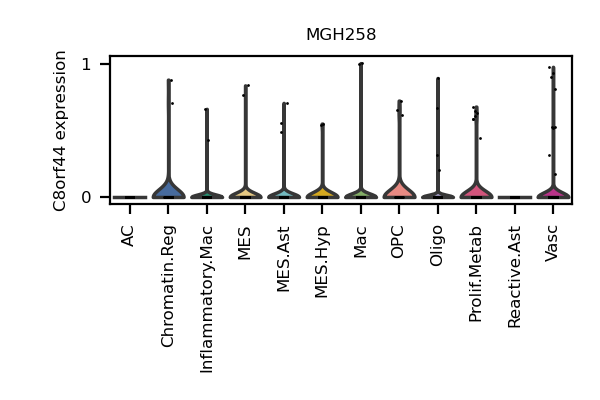 MGH258
C8orf44 expression
1
0
AC
Chromatin.Reg
Inflammatory.Mac
MES
MES.Ast
MES.Hyp
Mac
OPC
Oligo
Prolif.Metab
Reactive.Ast
Vasc